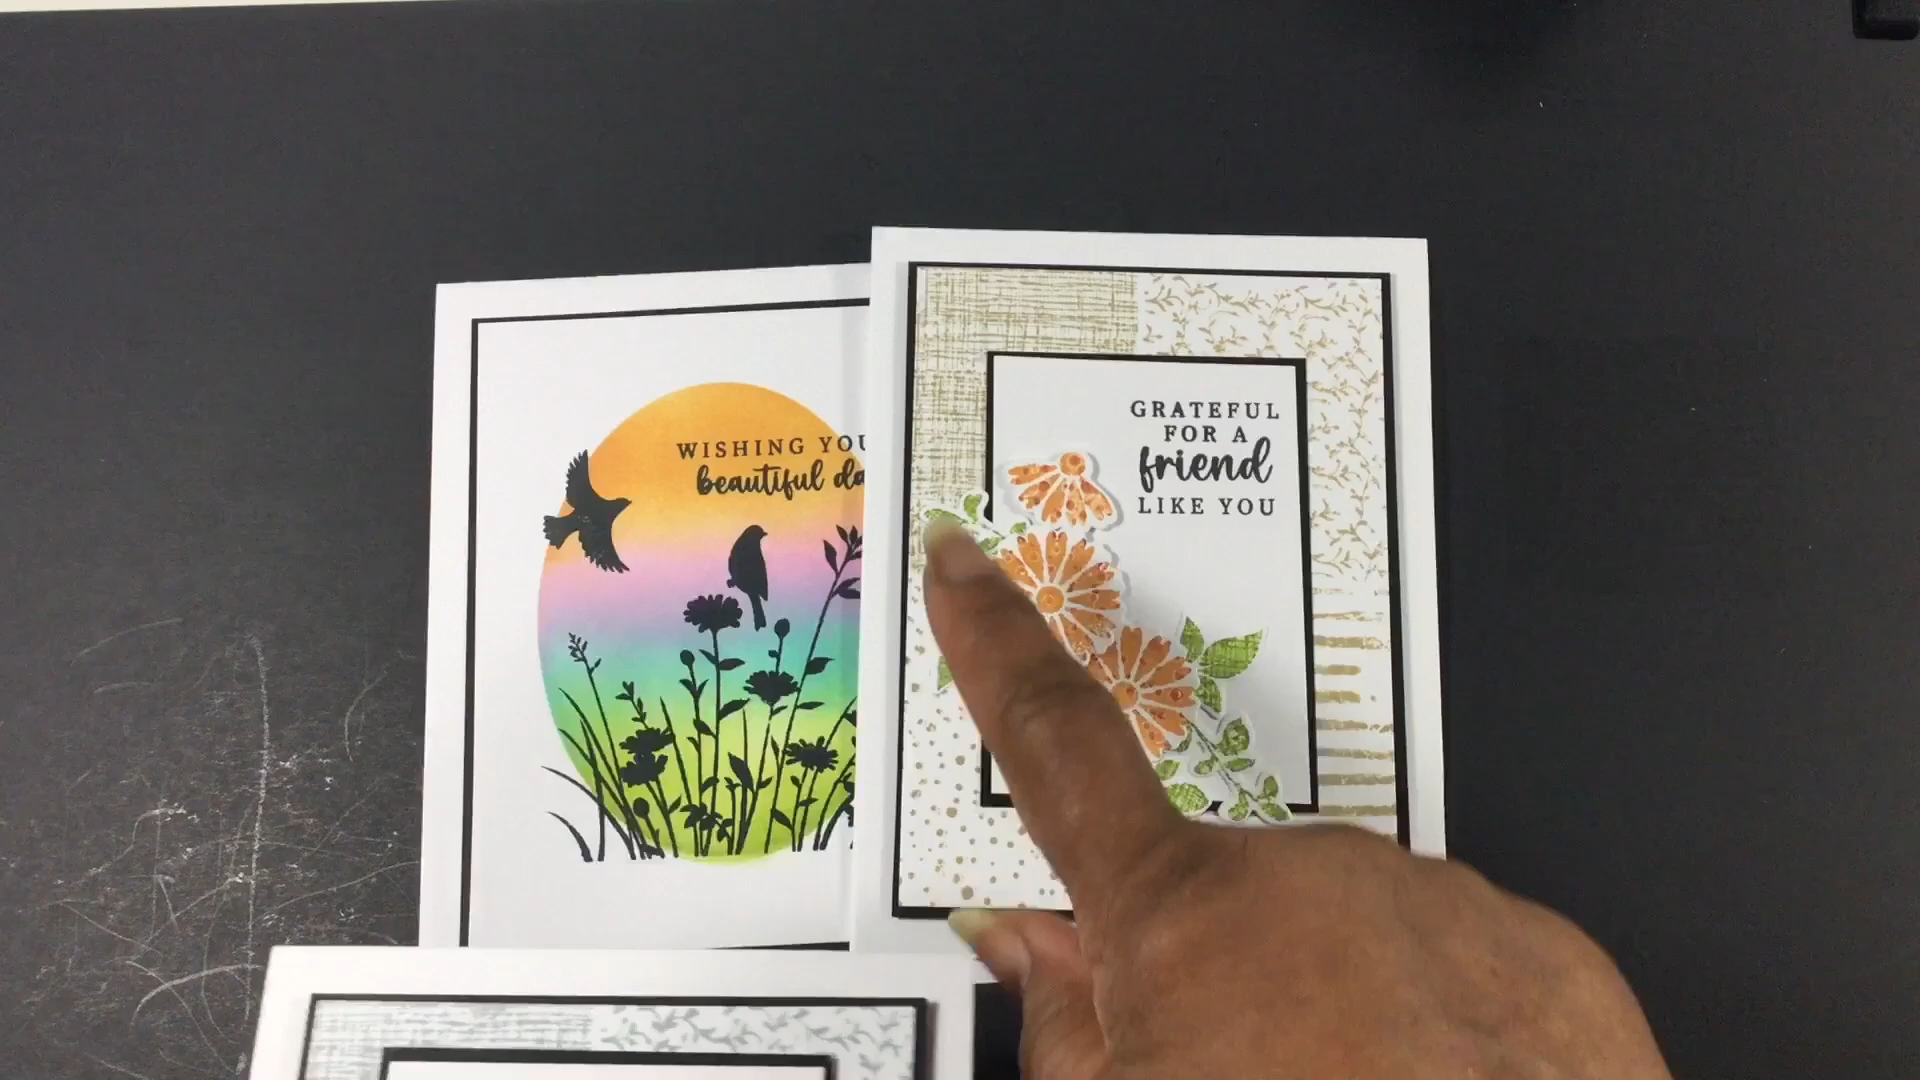 WISHING YOU
beautiful
GRATEFUL
FOR A
friend
LIKE YOU